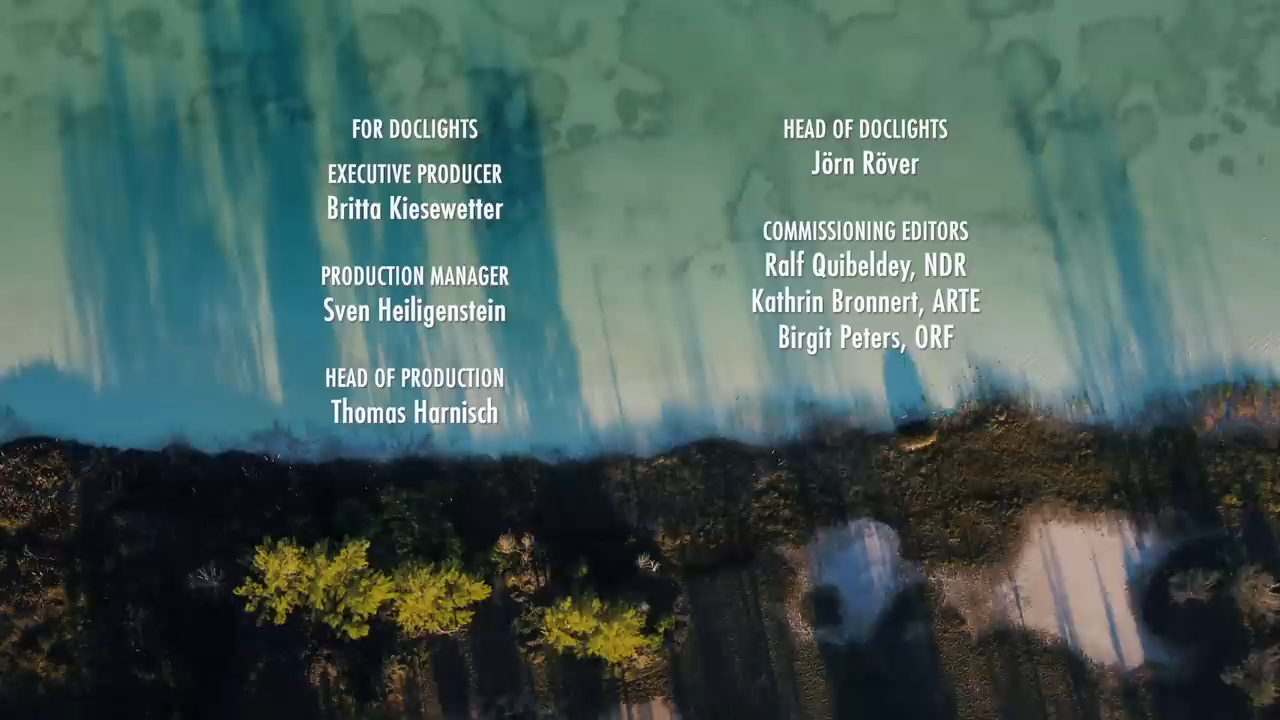 FOR DOCLIGHTS
EXECUTIVE PRODUCER
Britta Kiesewetter
PRODUCTION MANAGER
Sven Heiligenstein
HEAD OF PRODUCTION
Thomas Harnisch
HEAD OF DOCLIGHTS
Jörn Röver
COMMISSIONING EDITORS
Ralf Quibeldey, NDR
Kathrin Bronnert, ARTE
Birgit Peters, ORF